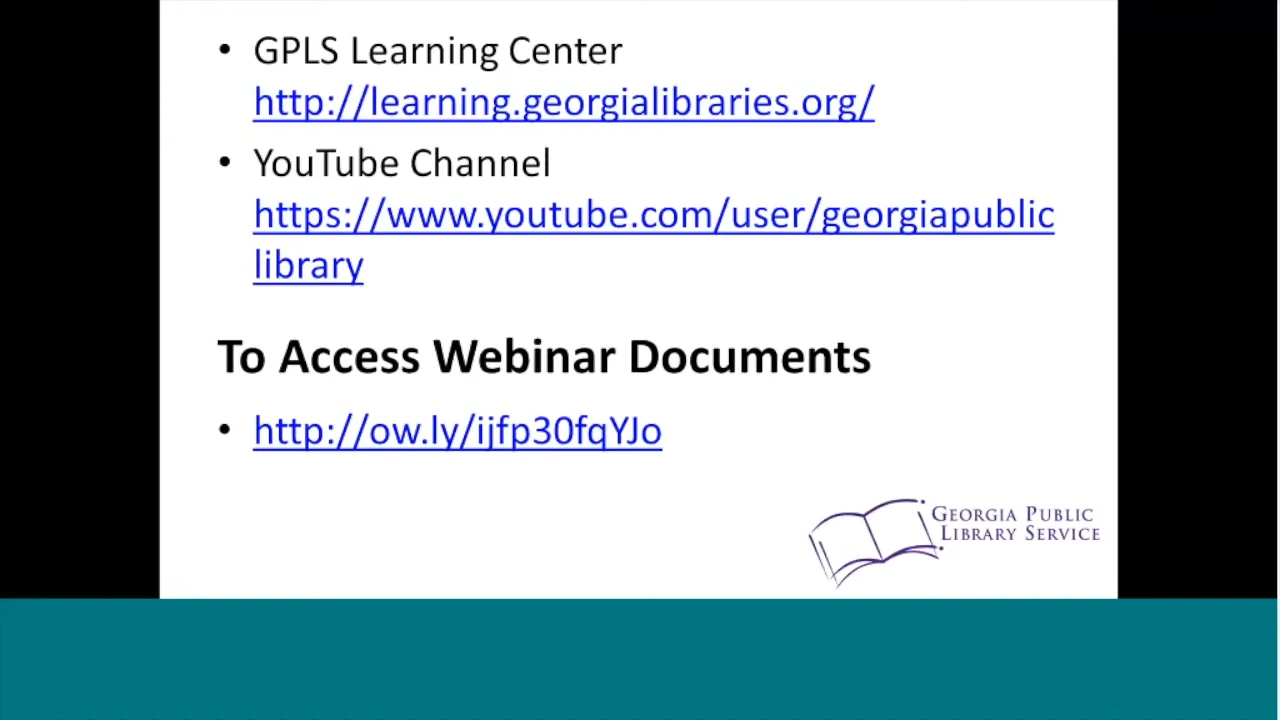 • GPLS Learning Center
http://learning.georgialibraries.org/
• YouTube Channel
https://www.youtube.com/user/georgiapublic
library
To Access Webinar Documents
• http://ow.ly/ijfp30fqYJo
GEORGIA PUBLIC
LIBRARY SERVICE